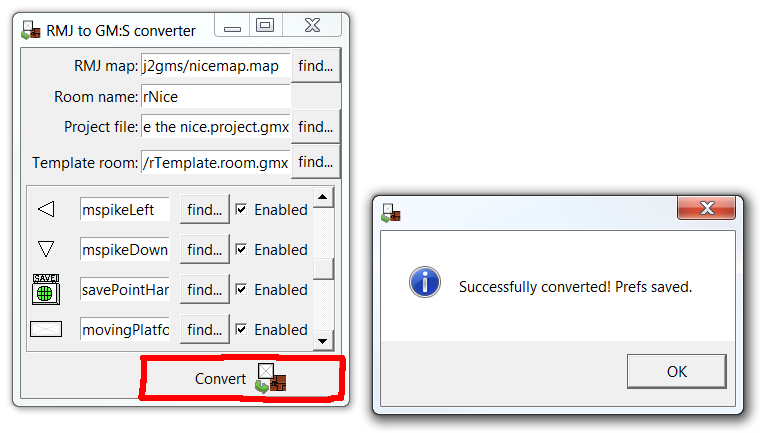 RMJ to GM:S converter
RMJ map: j2gms/nicemap.map find...
Room name: rNice
Project file: e the nice.project.gmx find...
Template room: /rTemplate.room.gmx find...
mspikeLeft find... Enabled
mspikeDown find... Enabled
SAVE! savePointHar find... Enabled
movingPlatfo find... Enabled
Convert
Successfully converted! Prefs saved.
OK